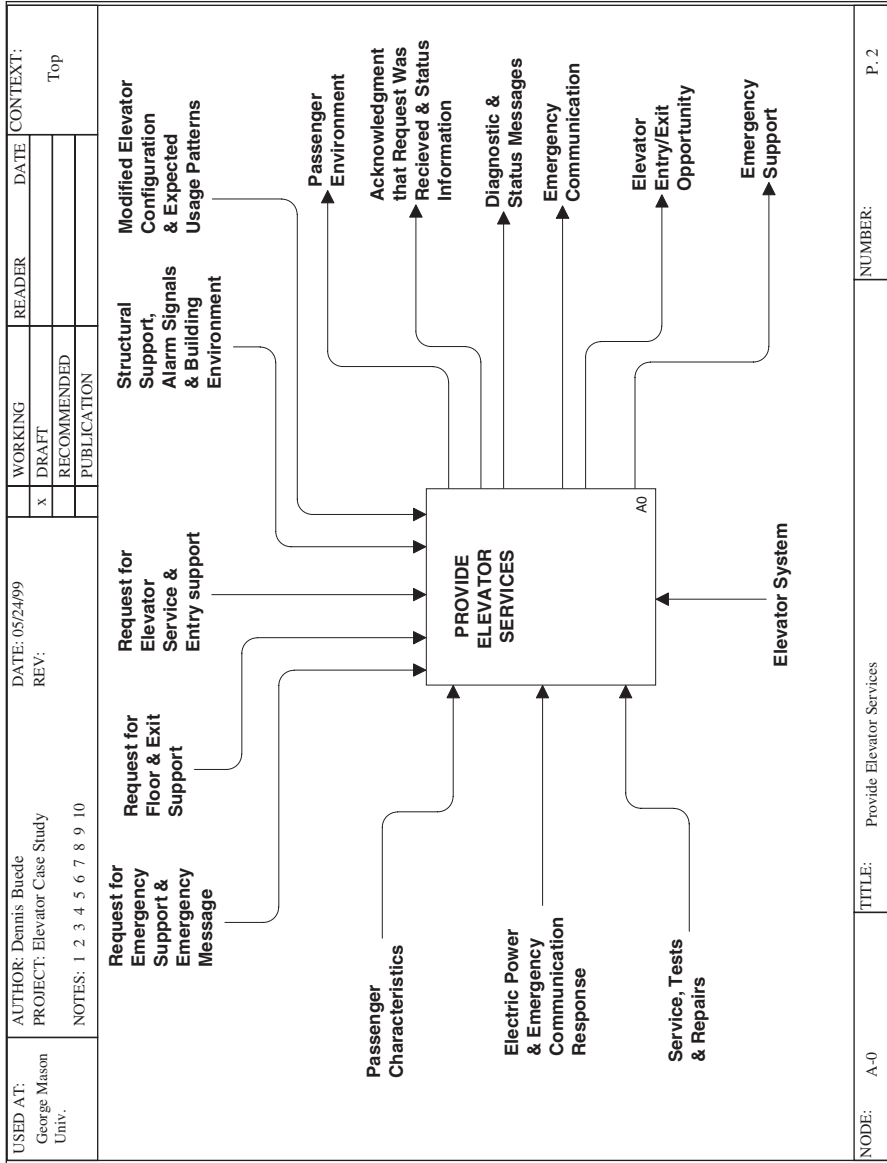 USED AT:
George Mason
Univ.
AUTHOR: Dennis Buede
PROJECT: Elevator Case Study
NOTES: 1 2 3 4 5 6 7 8 9 10
DATE: 05/24/99
REV:
WORKING
x DRAFT
RECOMMENDED
PUBLICATION
READER
DATE
CONTEXT:
Top
Request for
Emergency
Support &
Emergency
Message
Request for
Floor & Exit
Support
Request for
Elevator
Service &
Entry support
Structural
Support,
Alarm Signals
& Building
Environment
Modified Elevator
Configuration
& Expected
Usage Patterns
Passenger
Characteristics
Electric Power
& Emergency
Communication
Response
Service, Tests
& Repairs
PROVIDE
ELEVATOR
SERVICES
A0
Passenger
Environment
Acknowledgment
that Request Was
Recieved & Status
Information
Diagnostic &
Status Messages
Emergency
Communication
Elevator
Entry/Exit
Opportunity
Emergency
Support
Elevator System
NODE: A-0
TITLE: Provide Elevator Services
NUMBER: P. 2